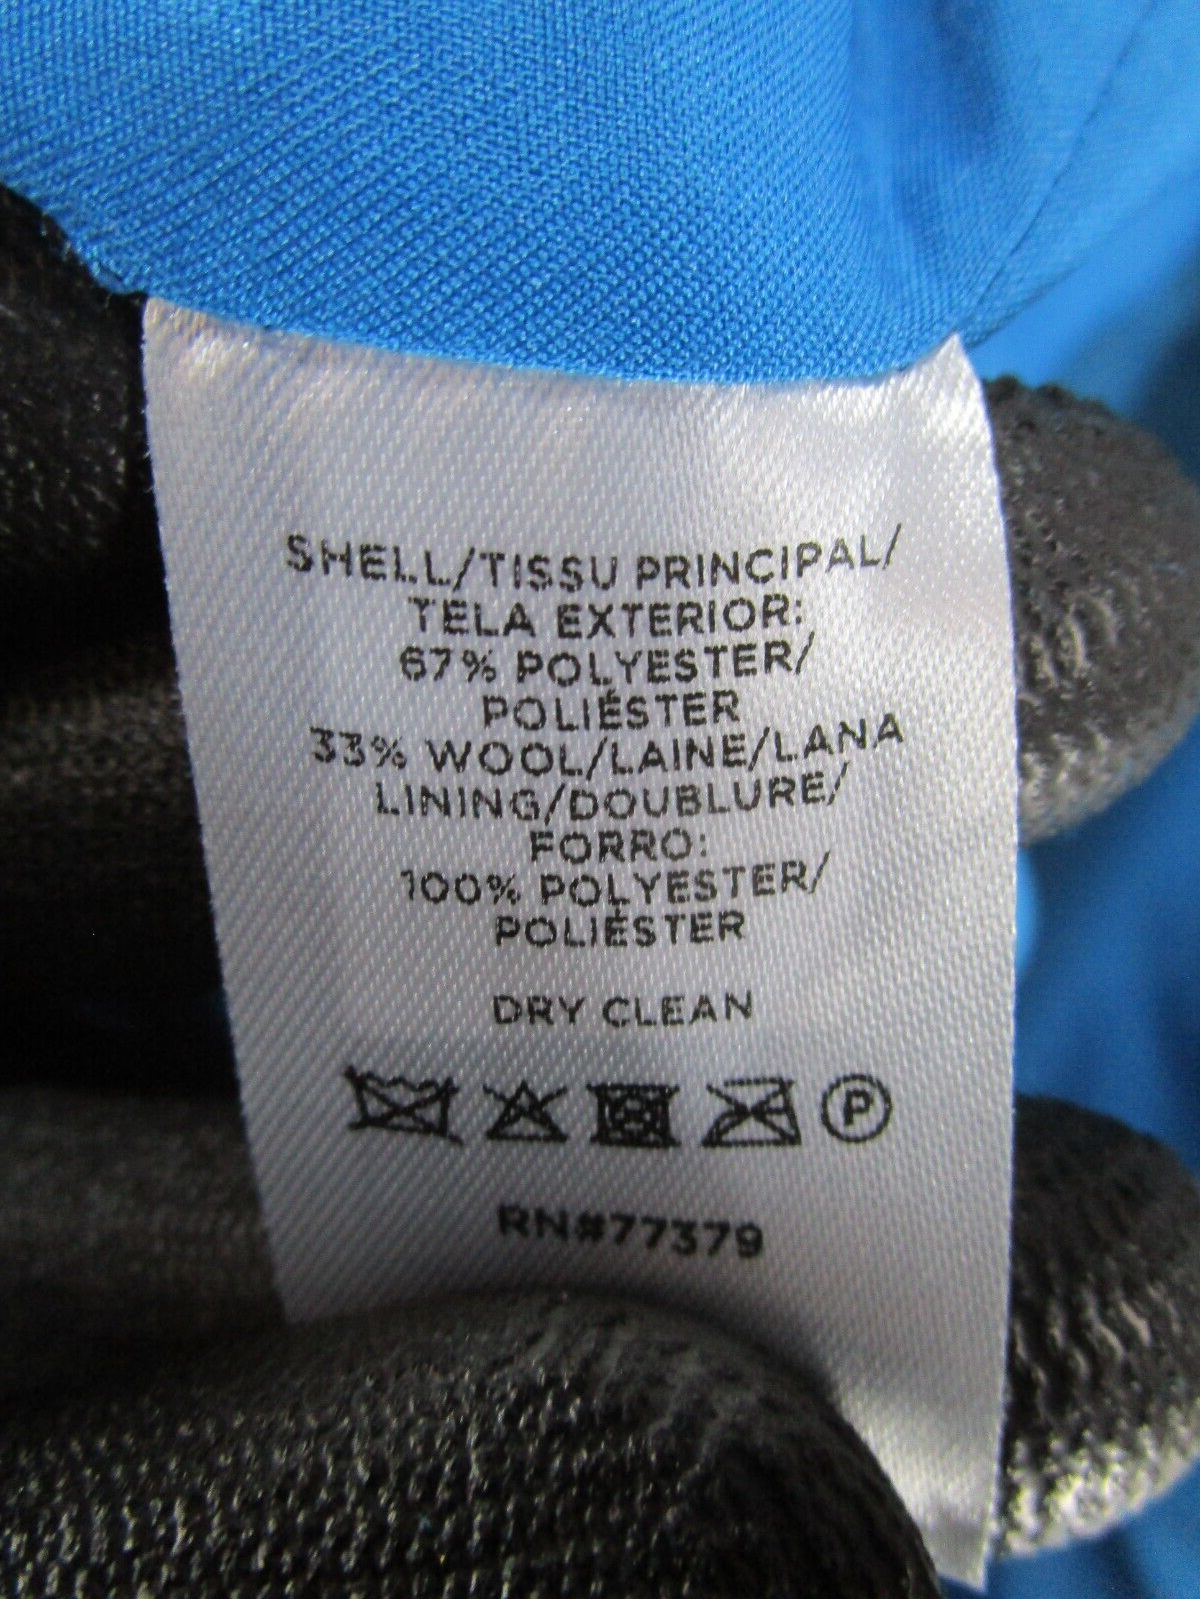 SHELL/TISSU PRINCIPAL/
TELA EXTERIOR:
67% POLYESTER/
POLIÉSTER
33% WOOL/LAINE/LANA
LINING/DOUBLURE/
FORRO:
100% POLYESTER/
POLIÉSTER
DRY CLEAN
P
RN#77379